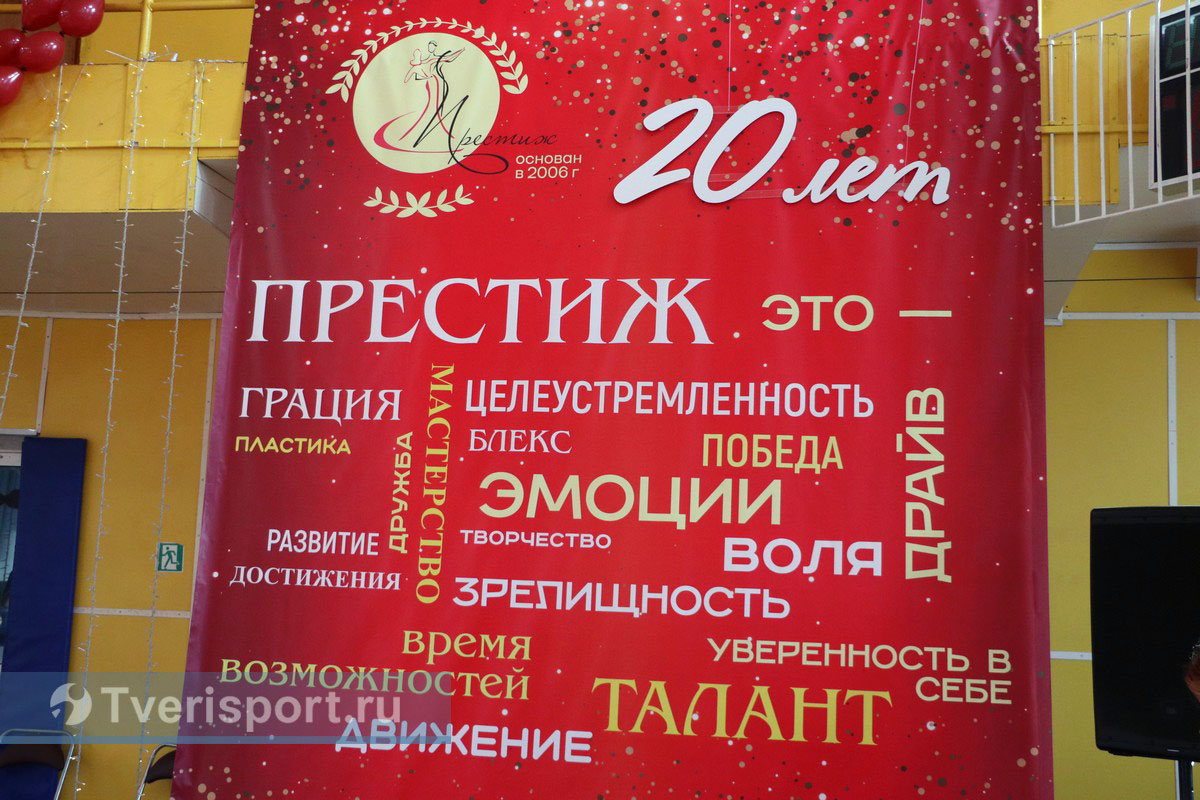 Престиж
основан
в 2006 г
20 лет
ПРЕСТИЖ ЭТО —
ГРАЦИЯ
МАСТЕРСТВО
ЦЕЛЕУСТРЕМЛЕННОСТЬ
ДРАЙВ
ПЛАСТИКА
ДРУЖБА
БЛЕКС
ПОБЕДА
ЭМОЦИИ
РАЗВИТИЕ
ТВОРЧЕСТВО
ВОЛЯ
ДОСТИЖЕНИЯ
ЗРЕЛИЩНОСТЬ
ВРЕМЯ
ВОЗМОЖНОСТЕЙ
УВЕРЕННОСТЬ В
СЕБЕ
ТАЛАНТ
ДВИЖЕНИЕ
Tverisport.ru